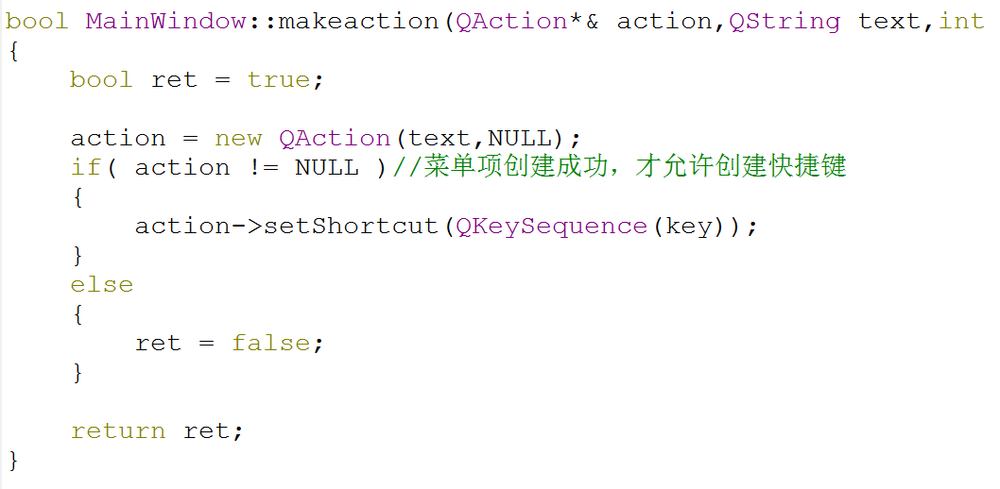 bool MainWindow::makeaction(QAction*& action,QString text,int
{
bool ret = true;
action = new QAction(text,NULL);
if( action != NULL )//菜单项创建成功，才允许创建快捷键
{
action->setShortcut(QKeySequence(key));
}
else
{
ret = false;
}
return ret;
}